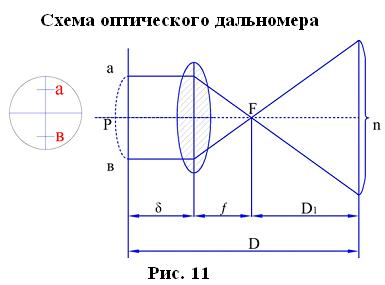 Схема оптического дальномера
а
в
а
P
в
F
n
δ
f
D1
D
Рис. 11